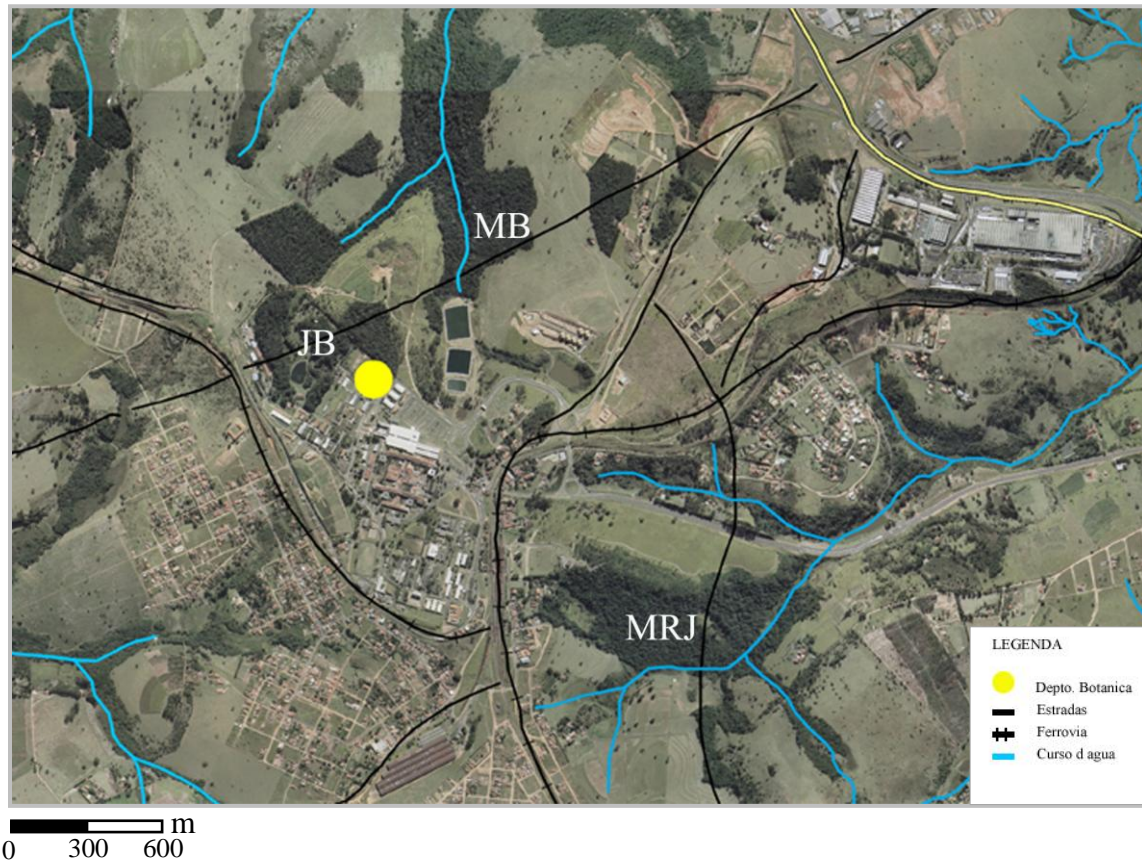 MB
JB
MRJ
LEGENDA
Depto. Botanica
Estradas
Ferrovia
Curso d agua
m
0 300 600